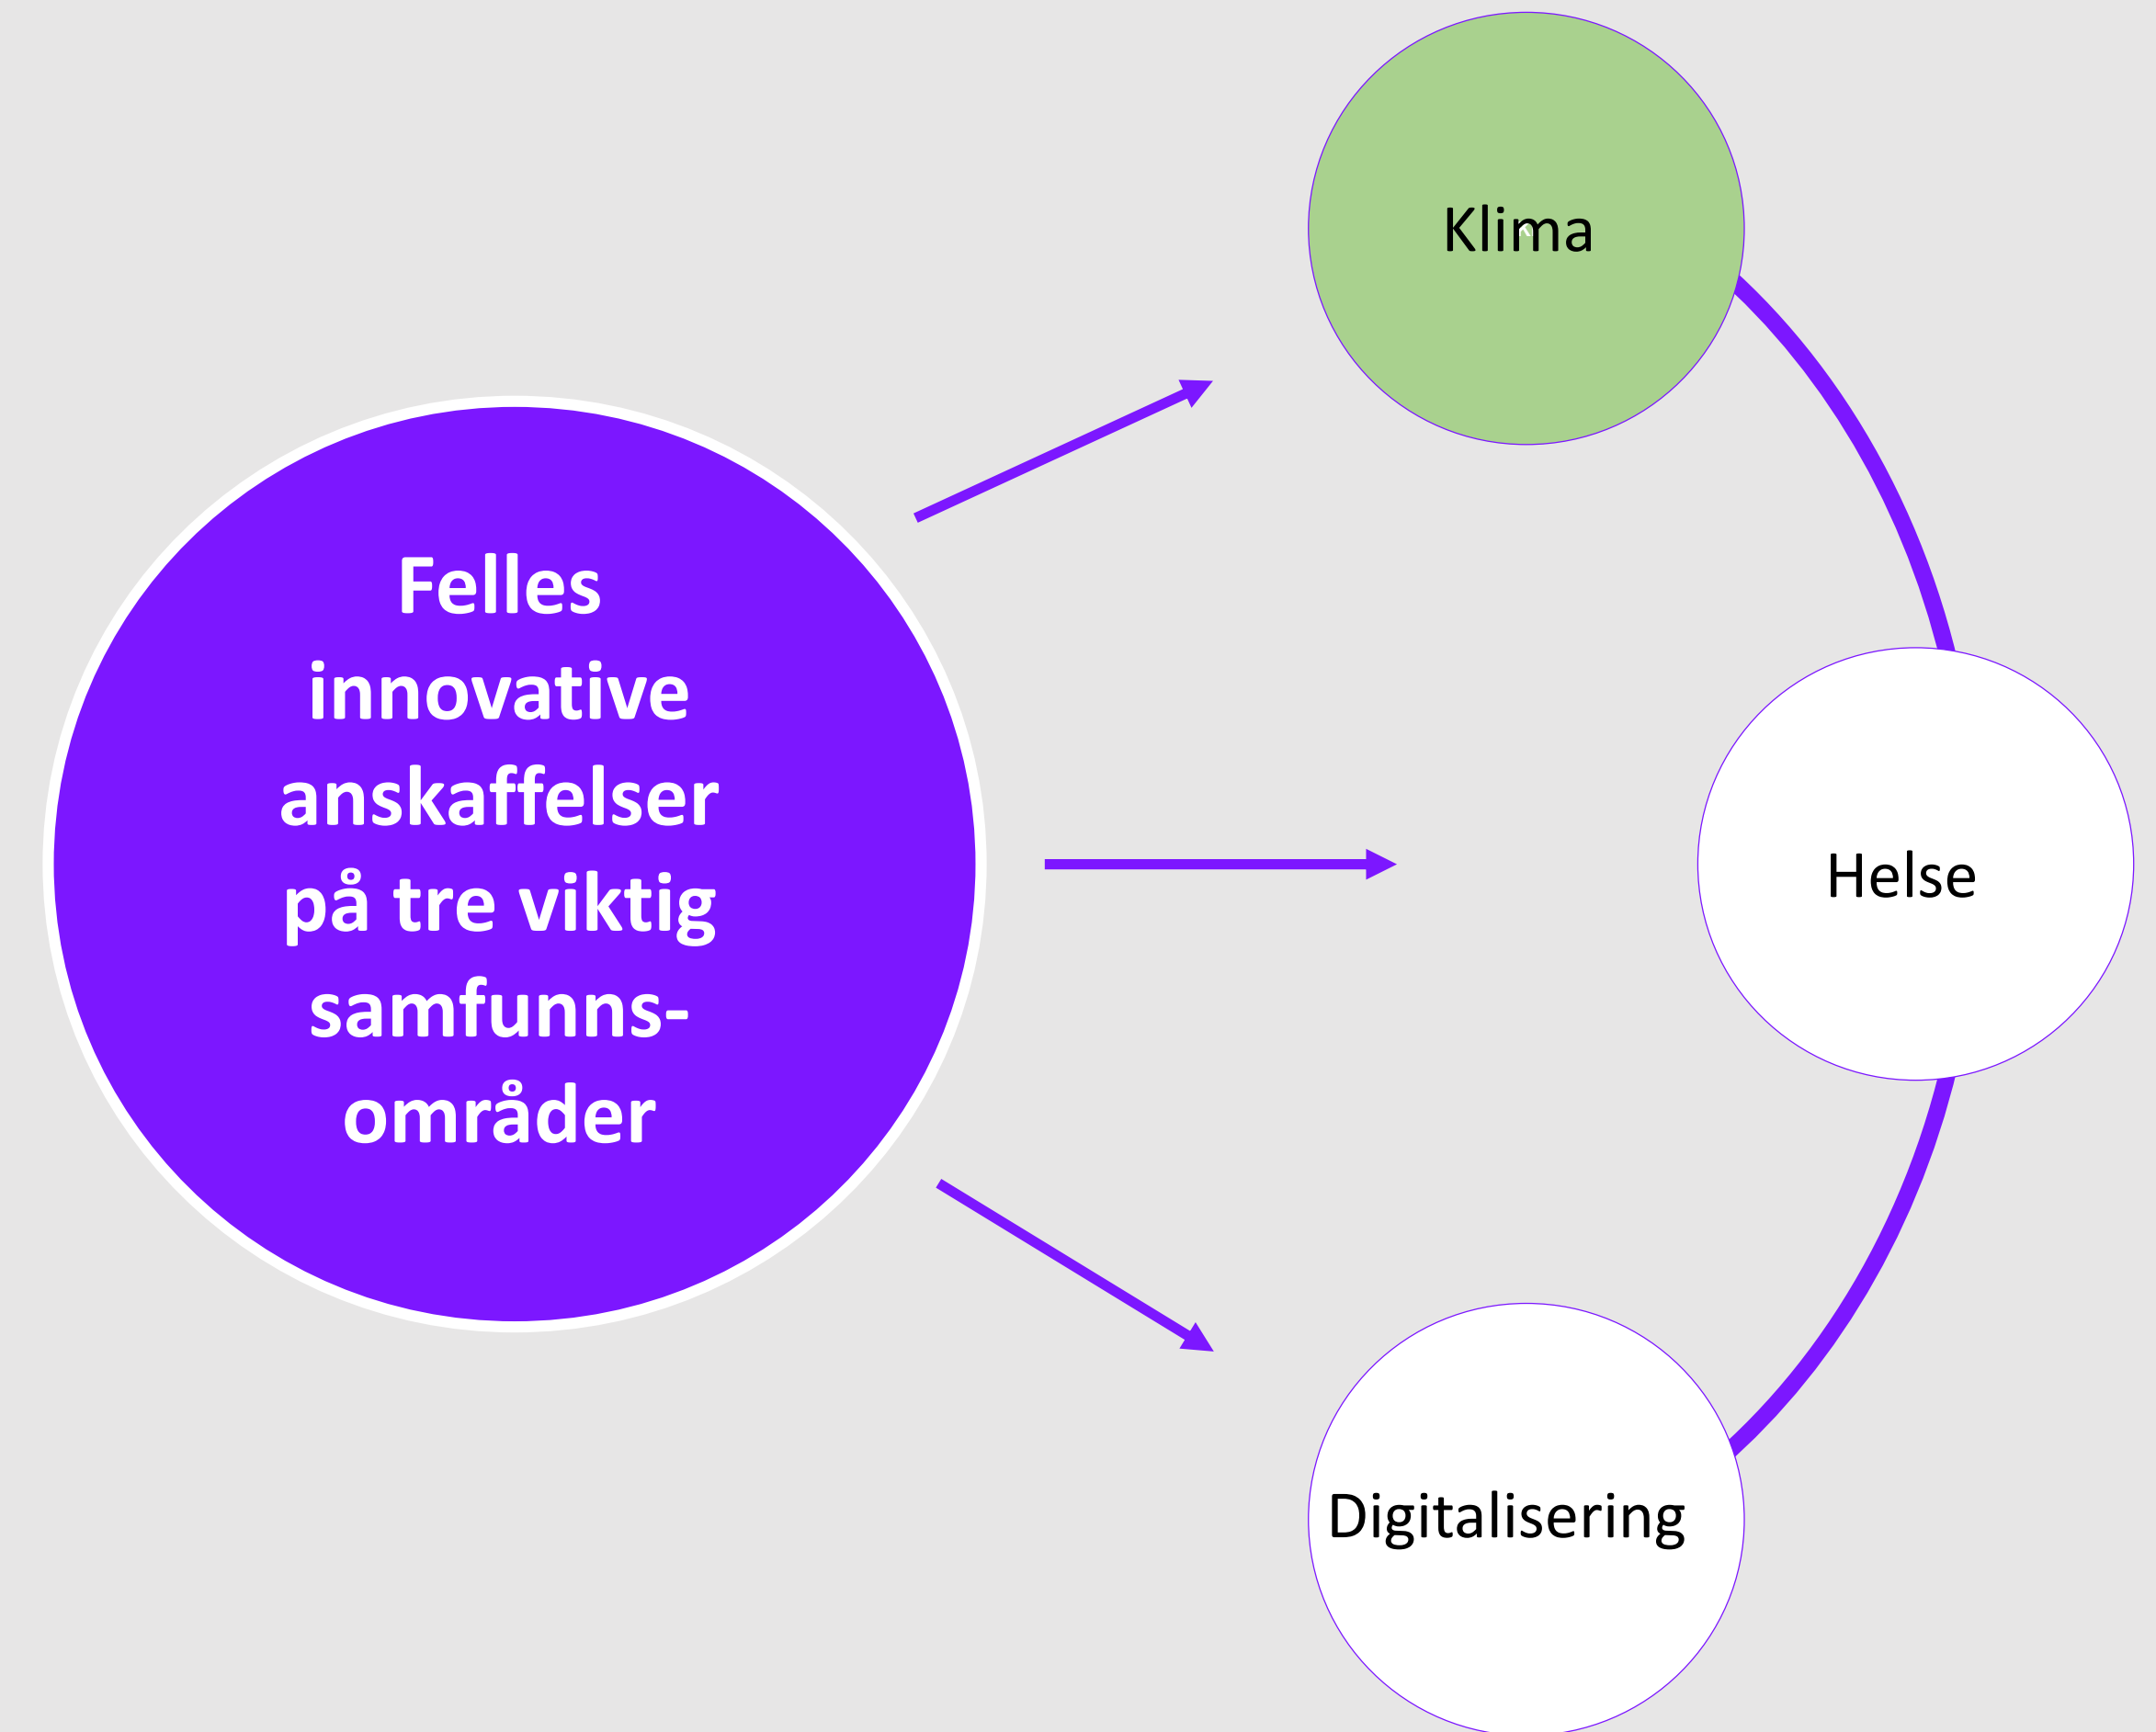 Felles
innovative
anskaffelser
på tre viktig
samfunns-
områder
Klima
Helse
Digitalisering